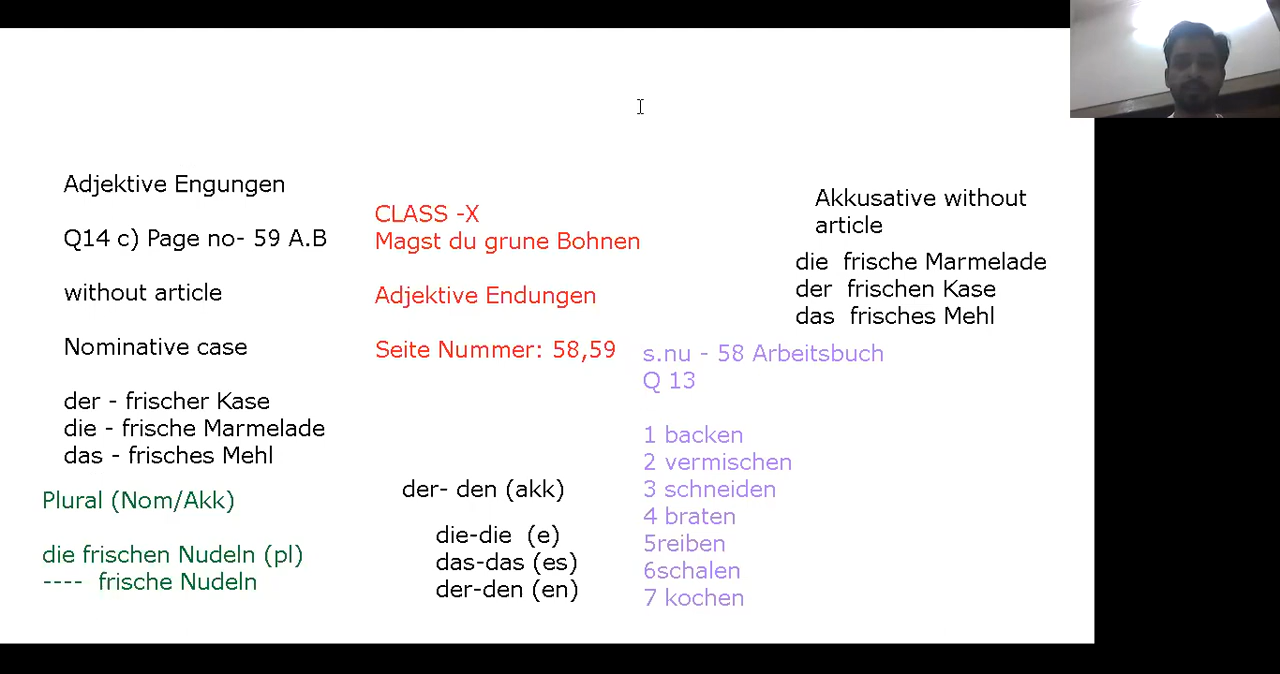 Adjektive Engungen
Q14 c) Page no- 59 A.B
without article
Nominative case
der - frischer Kase
die - frische Marmelade
das - frisches Mehl
Plural (Nom/Akk)
die frischen Nudeln (pl)
---- frische Nudeln
CLASS -X
Magst du grune Bohnen
Adjektive Endungen
Seite Nummer: 58,59
der- den (akk)
die-die (e)
das-das (es)
der-den (en)
Akkusative without
article
die frische Marmelade
der frischen Kase
das frisches Mehl
s.nu - 58 Arbeitsbuch
Q 13
1 backen
2 vermischen
3 schneiden
4 braten
5reiben
6schalen
7 kochen